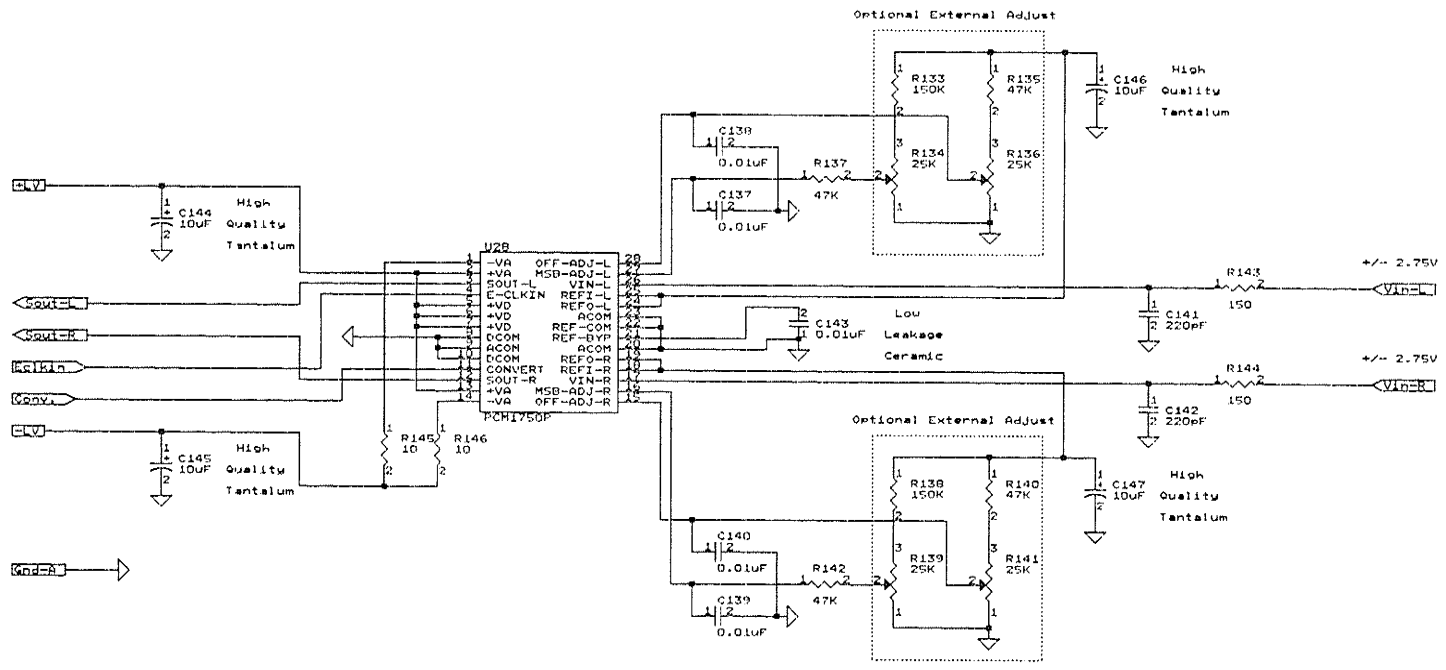 Optional External Adjust
R133
150K
R135
47K
C146
10uF
High
Quality
Tantalum
C138
0.01uF
R137
47K
R134
25K
R136
25K
C137
0.01uF
+LV
C144
10uF
High
Quality
Tantalum
U28
-VA OFF-ADJ-L
+VA MSB-ADJ-L
SOUT-L VIN-L
E-CLKIN REFI-L
+VD REFO-L
+VD ACOM
+VD REF-COM
DCOM REF-BYP
ACOM ACOM
DCOM REFO-R
CONVERT REFI-R
SOUT-R VIN-R
+VA MSB-ADJ-R
-VA OFF-ADJ-R
PCM1750P
Sout-L
Sout-R
Eclkin
Conv.
-LV
C145
10uF
High
Quality
Tantalum
R145
10
R146
10
C143
0.01uF
Low
Leakage
Ceramic
+/- 2.75V
R143
150
Vin-L
C141
220pF
+/- 2.75V
R144
150
Vin-R
C142
220pF
Optional External Adjust
R138
150K
R140
47K
C147
10uF
High
Quality
Tantalum
C140
0.01uF
R142
47K
R139
25K
R141
25K
C139
0.01uF
Gnd-A